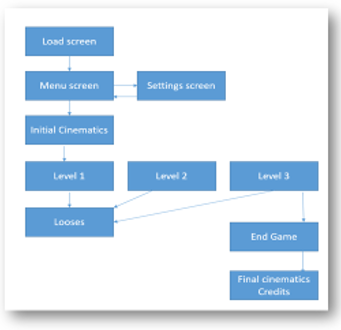 Load screen
Menu screen
Settings screen
Initial Cinematics
Level 1
Level 2
Level 3
Looses
End Game
Final cinematics
Credits